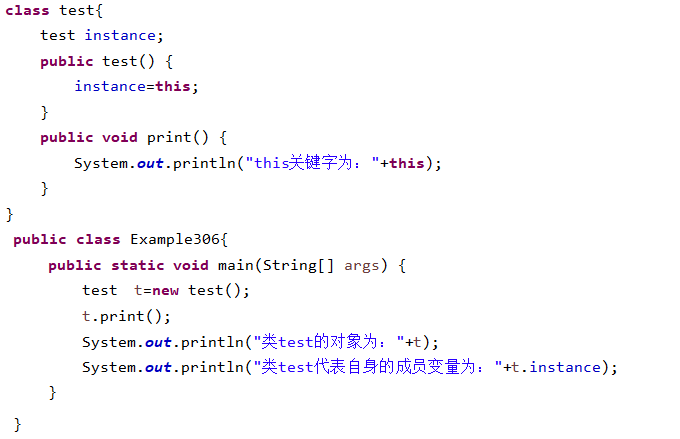 class test{
    test instance;
    public test() {
        instance=this;
    }
    public void print() {
        System.out.println("this关键字为："+this);
    }
}
 public class Example306{
     public static void main(String[] args) {
         test  t=new test();
         t.print();
         System.out.println("类test的对象为："+t);
         System.out.println("类test代表自身的成员变量为："+t.instance);
     }
 }